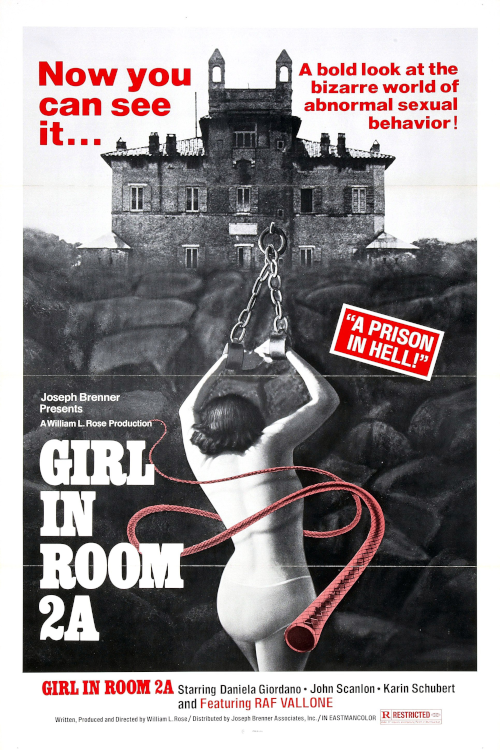 Now you
can see
it...
A bold look at the
bizarre world of
abnormal sexual
behavior!
"A PRISON
IN HELL!"
Joseph Brenner
Presents
A William L. Rose Production
GIRL
IN
ROOM
2A
GIRL IN ROOM 2A Starring Daniela Giordano • John Scanlon • Karin Schubert
and Featuring RAF VALLONE
Written, Produced and Directed by William L. Rose / Distributed by Joseph Brenner Associates, Inc. / IN EASTMANCOLOR
R RESTRICTED